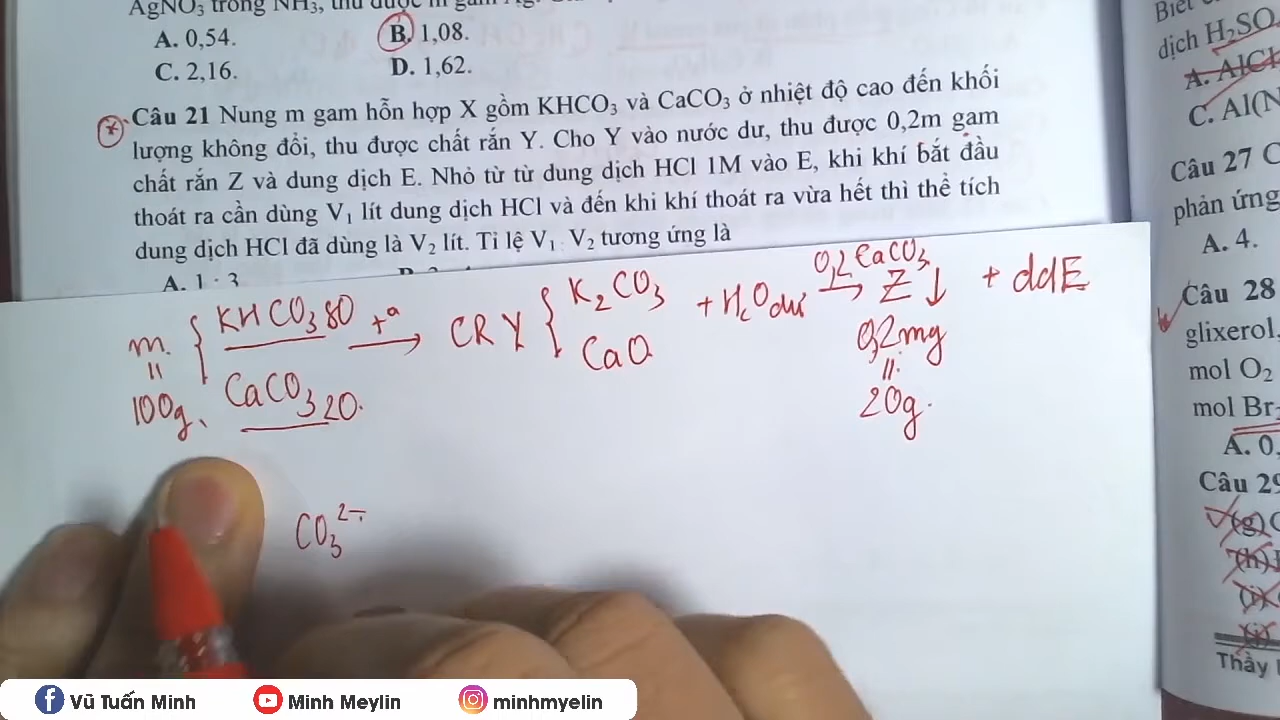 AgNO₃ trong NH₃, thu được m gam
A. 0,54.
B. 1,08.
C. 2,16.
D. 1,62.
Câu 21 Nung m gam hỗn hợp X gồm KHCO₃ và CaCO₃ ở nhiệt độ cao đến khối
lượng không đổi, thu được chất rắn Y. Cho Y vào nước dư, thu được 0,2m gam
chất rắn Z và dung dịch E. Nhỏ từ từ dung dịch HCl 1M vào E, khi khí bắt đầu
thoát ra cần dùng V₁ lít dung dịch HCl và đến khi khí thoát ra vừa hết thì thể tích
dung dịch HCl đã dùng là V₂ lít. Tỉ lệ V₁ : V₂ tương ứng là
A. 1 : 3
m { KHCO₃ 80 +° → CRY { K₂CO₃ + H₂O dư → 0,2 CaCO₃ Z ↓ + ddE
CaO
0,2mg
=
=
100g
CaCO₃ 20.
20g.
CO₃²⁻
Biết
dịch H₂SO
A. AlCl
C. Al(N
Câu 27 C
phản ứng
A. 4.
Câu 28
glixerol,
mol O₂
mol Br₂
A. 0,
Câu 29
(g)
(h)
(i)
Thầy
Vũ Tuấn Minh
Minh Meylin
minhmyelin